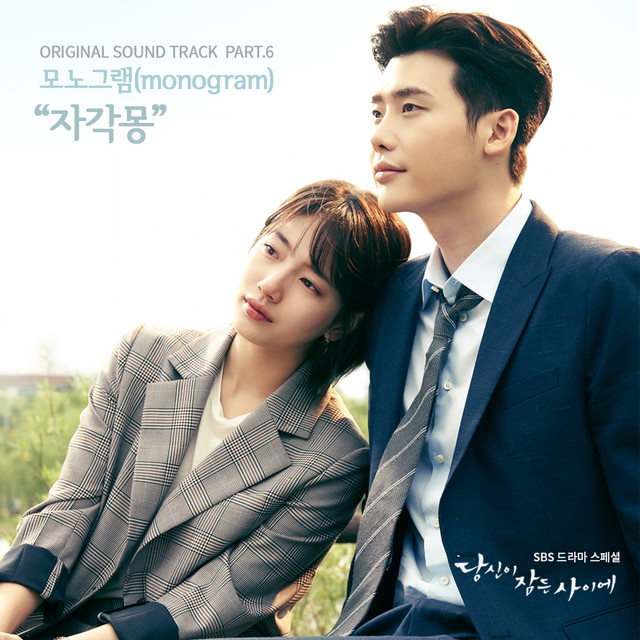 ORIGINAL SOUND TRACK PART.6
모노그램(monogram)
“자각몽”
SBS 드라마 스페셜
당신이 잠든 사이에